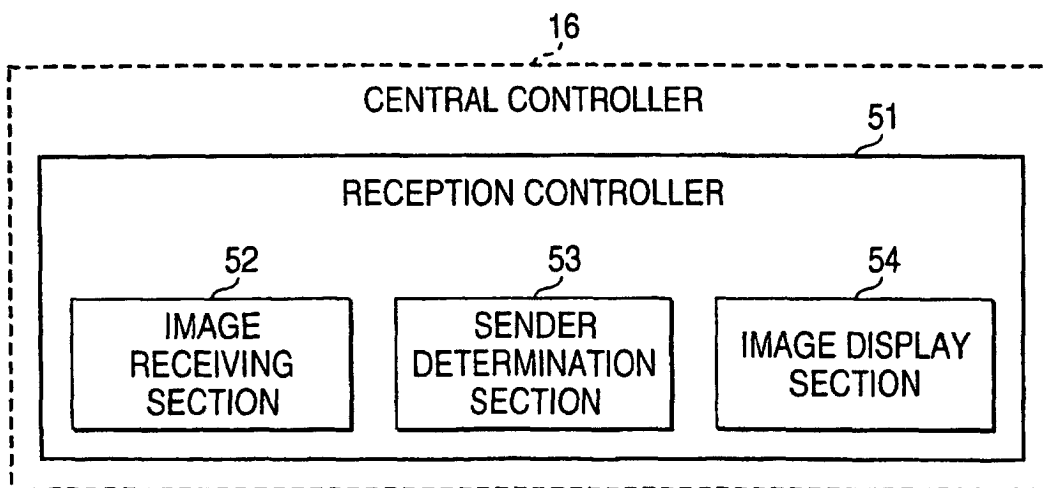 16
CENTRAL CONTROLLER
51
RECEPTION CONTROLLER
52
IMAGE
RECEIVING
SECTION
53
SENDER
DETERMINATION
SECTION
54
IMAGE DISPLAY
SECTION